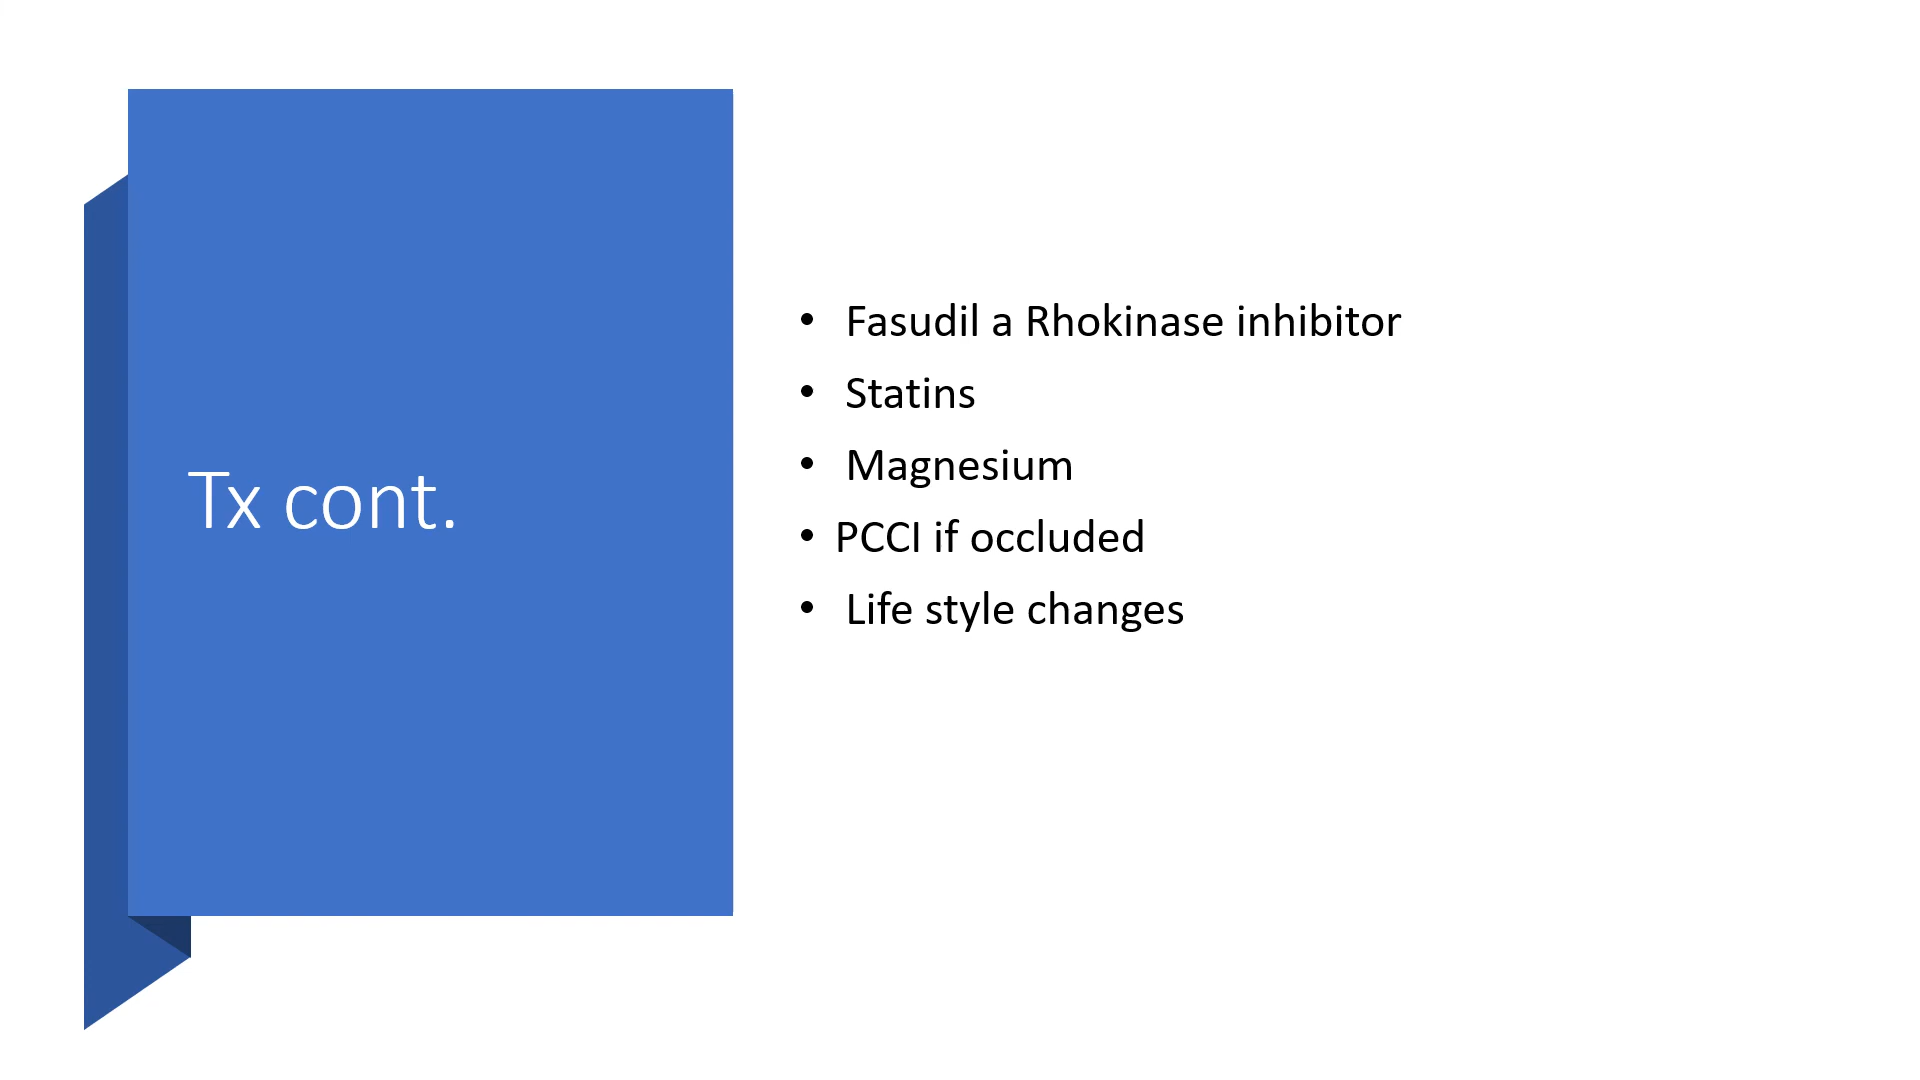 Tx cont.
• Fasudil a Rhokinase inhibitor
• Statins
• Magnesium
• PCCI if occluded
• Life style changes